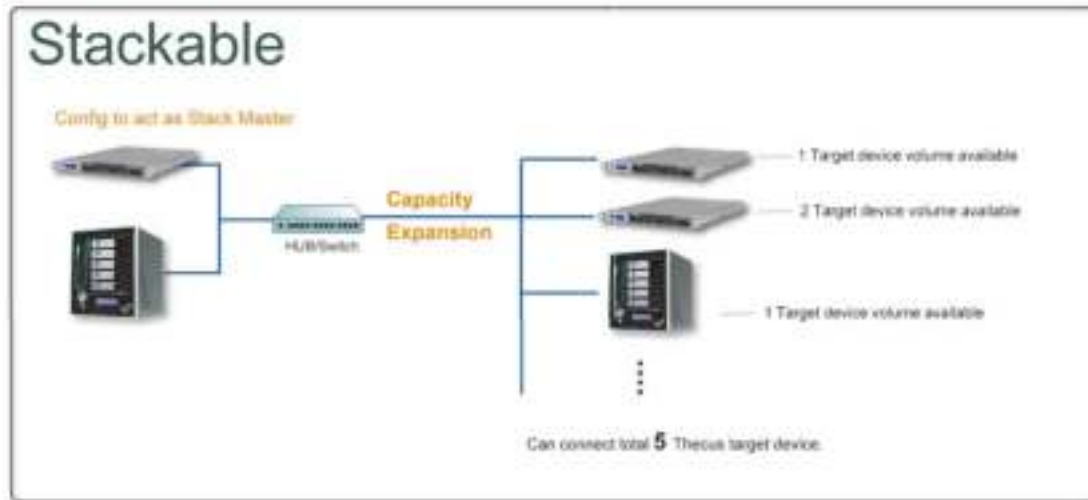 Stackable
Config to act as Stack Master
1 Target device volume available
Capacity
2 Target device volume available
Expansion
HUB/Switch
1 Target device volume available
Can connect total 5 Thecus target device.